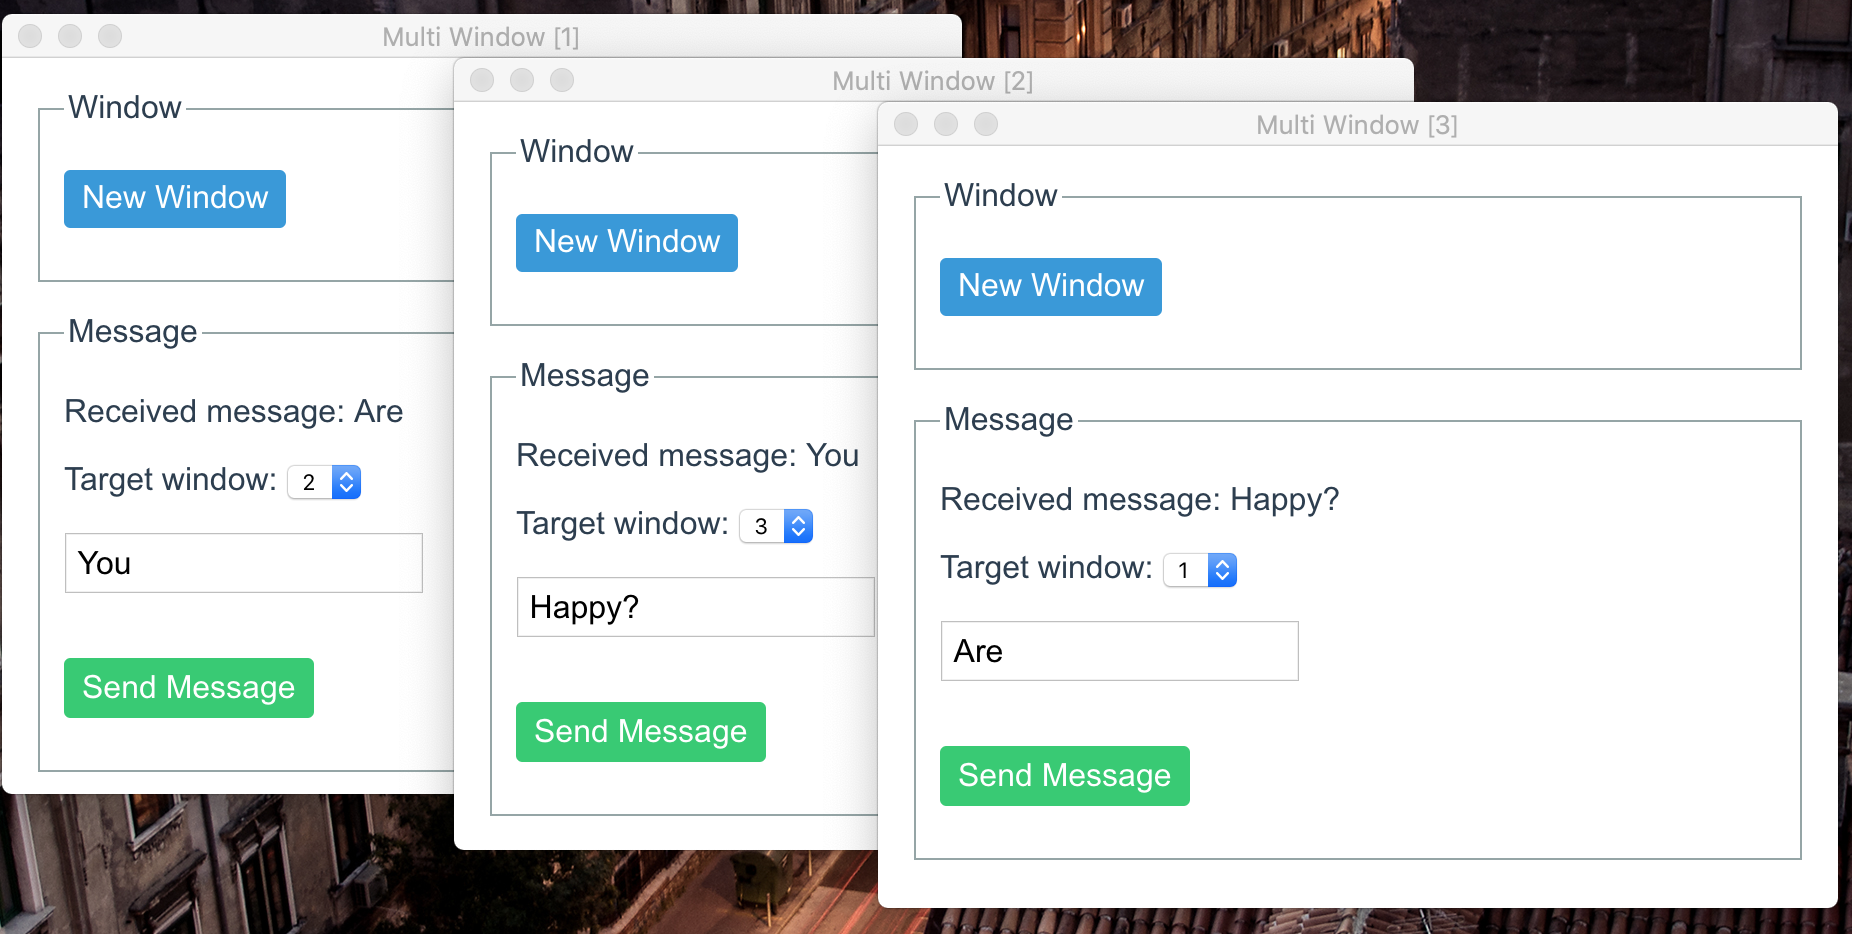 Multi Window [1]
Window
New Window
Message
Received message: Are
Target window: 2
You
Send Message
Multi Window [2]
Window
New Window
Message
Received message: You
Target window: 3
Happy?
Send Message
Multi Window [3]
Window
New Window
Message
Received message: Happy?
Target window: 1
Are
Send Message